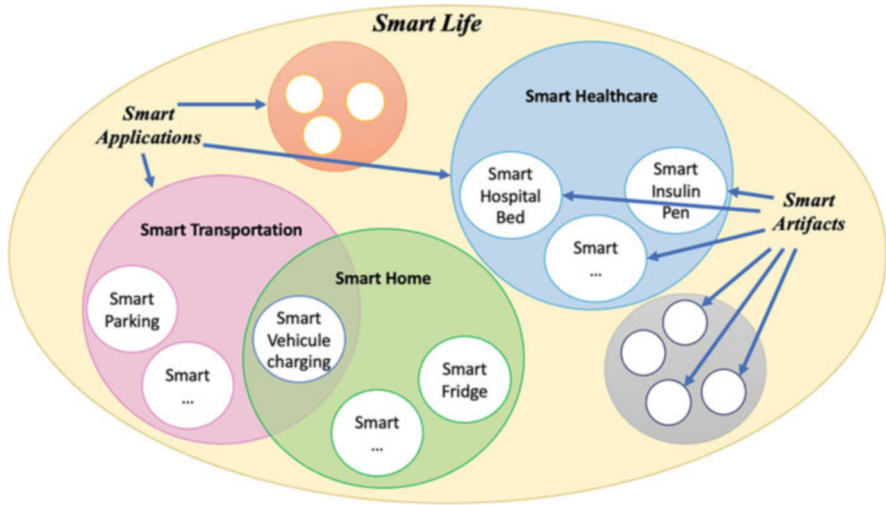 Smart Life
Smart
Applications
Smart Healthcare
Smart
Hospital
Bed
Smart
Insulin
Pen
Smart
...
Smart
Artifacts
Smart Transportation
Smart
Parking
Smart
...
Smart Home
Smart
Vehicule
charging
Smart
Fridge
Smart
...